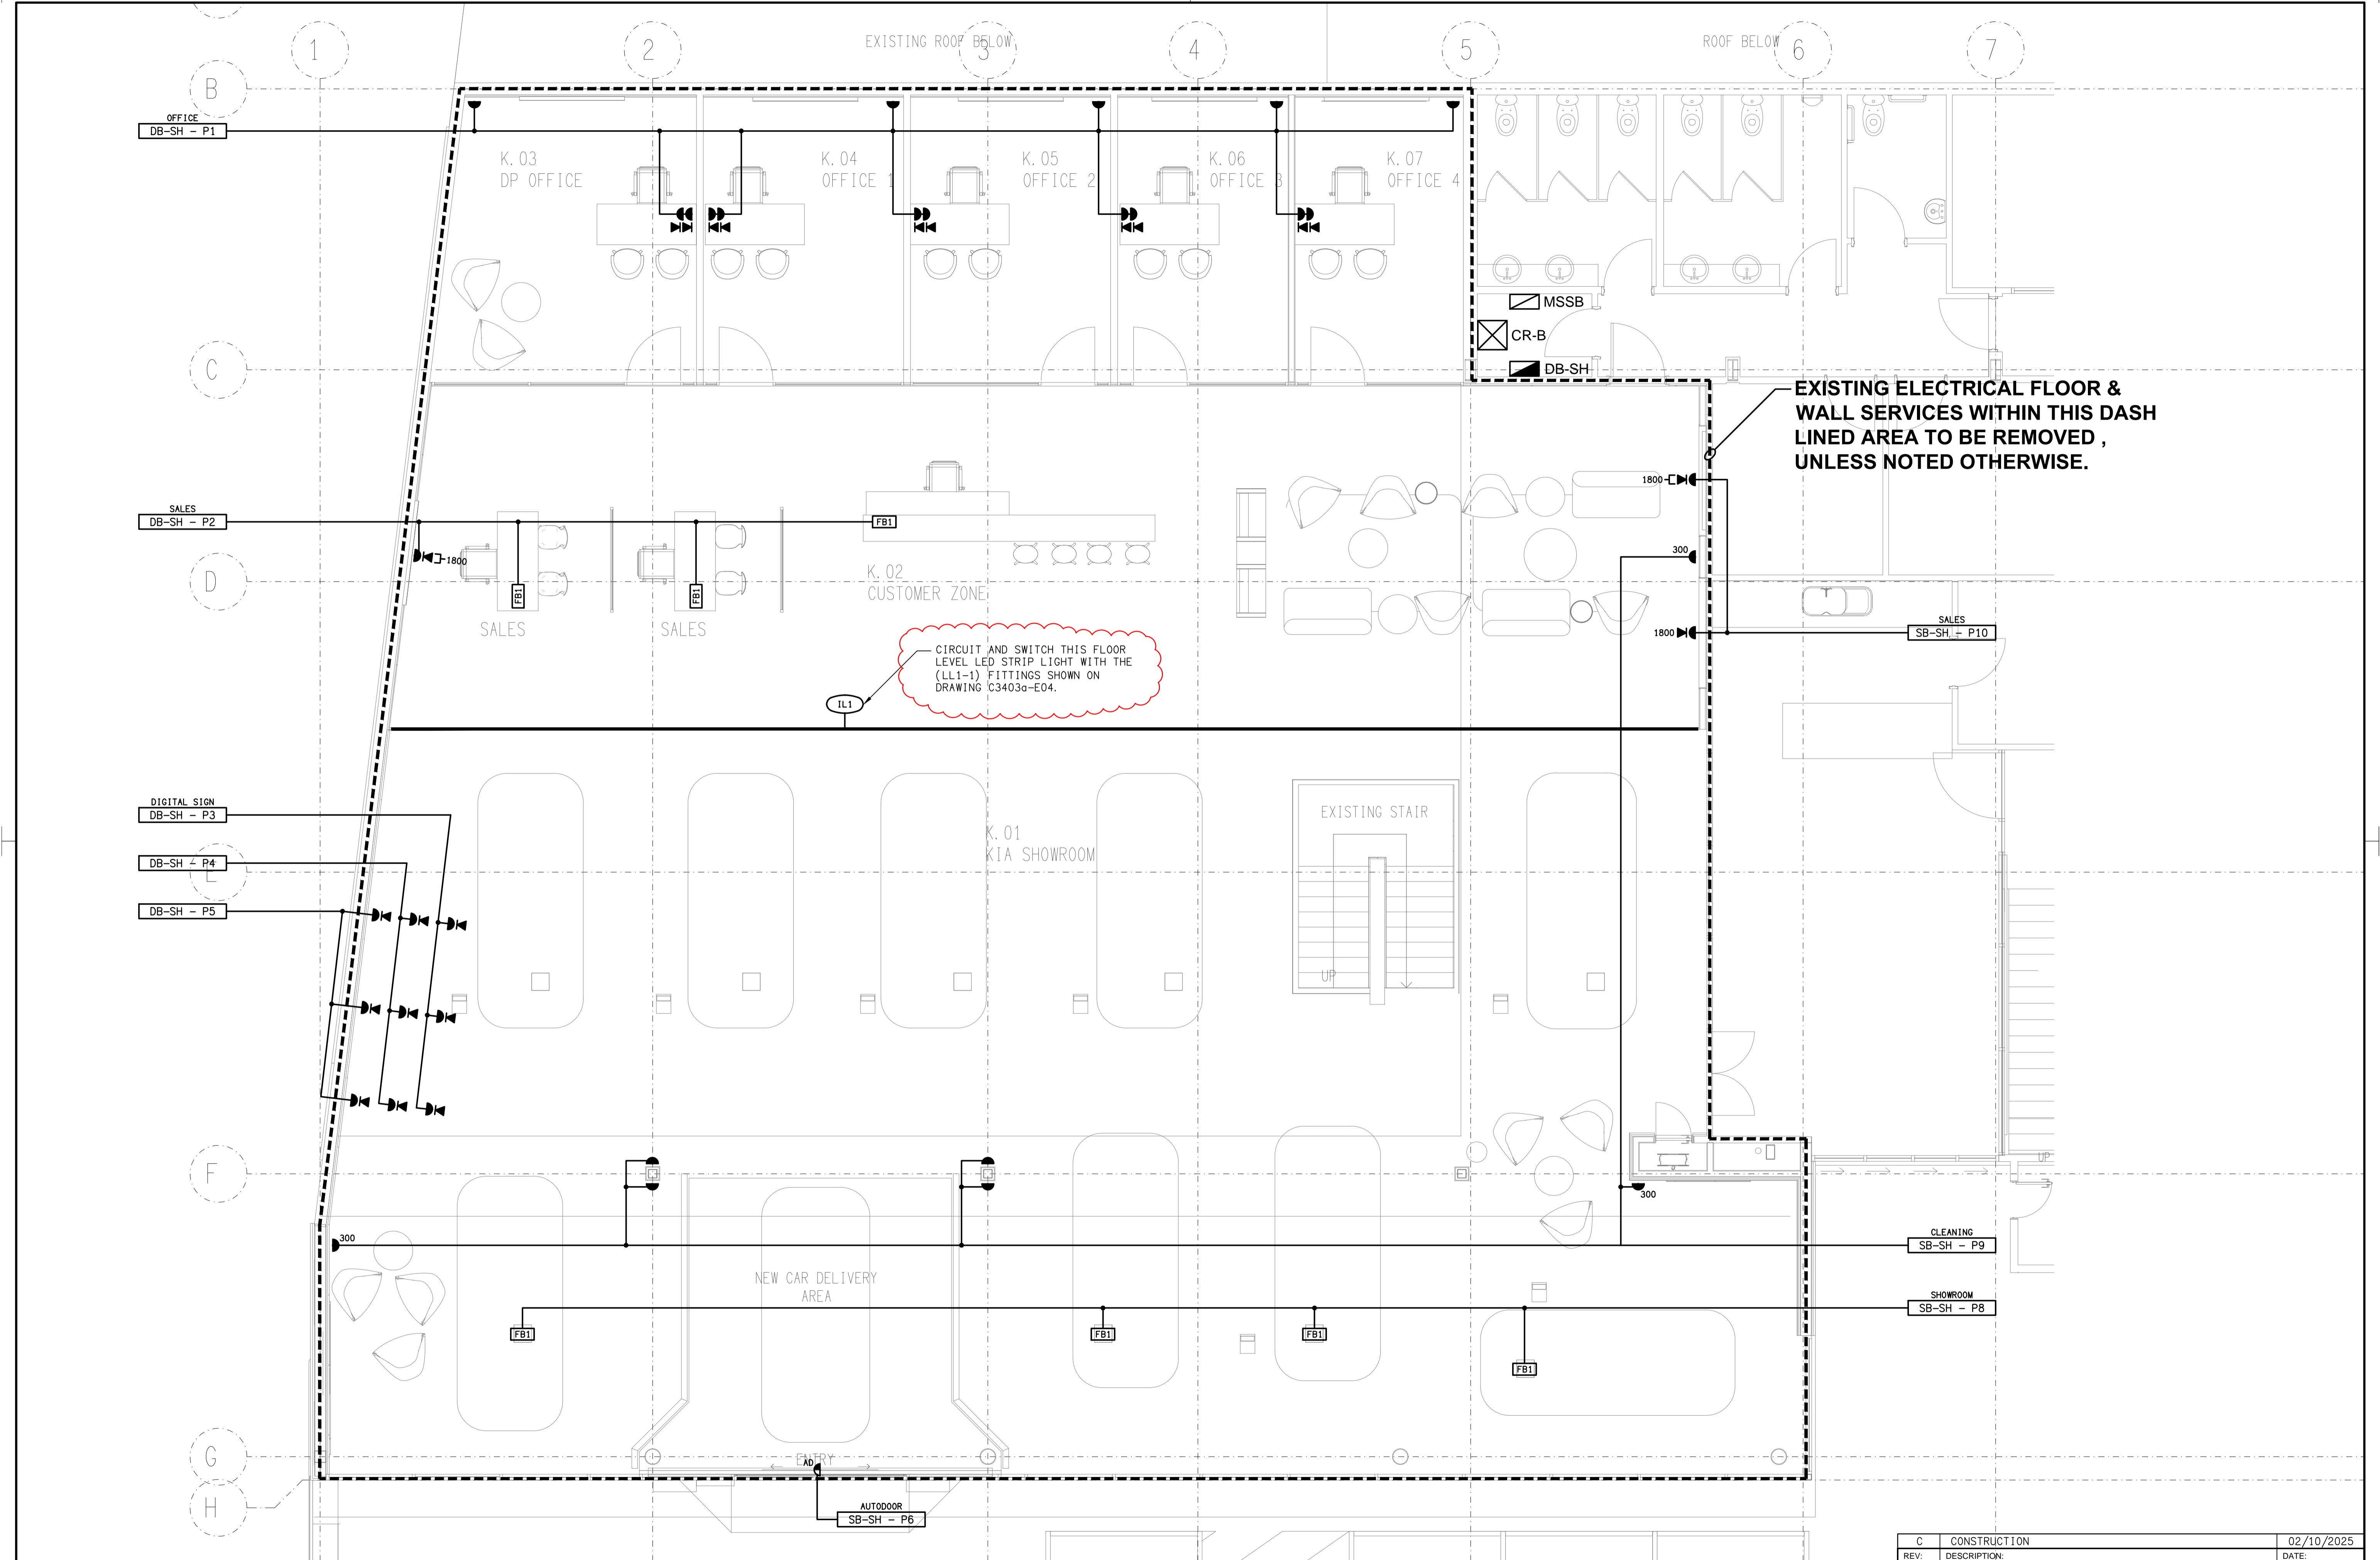 1
2
3
4
5
6
7
EXISTING ROOF BELOW
ROOF BELOW
B
OFFICE
DB-SH - P1
K.03
DP OFFICE
K.04
OFFICE 1
K.05
OFFICE 2
K.06
OFFICE 3
K.07
OFFICE 4
MSSB
CR-B
DB-SH
C
EXISTING ELECTRICAL FLOOR &
WALL SERVICES WITHIN THIS DASH
LINED AREA TO BE REMOVED ,
UNLESS NOTED OTHERWISE.
1800
SALES
DB-SH - P2
FB1
1800
300
D
FB1
FB1
K.02
CUSTOMER ZONE
SALES
SALES
1800
SALES
SB-SH - P10
CIRCUIT AND SWITCH THIS FLOOR
LEVEL LED STRIP LIGHT WITH THE
(LL1-1) FITTINGS SHOWN ON
DRAWING C3403a-E04.
IL1
DIGITAL SIGN
DB-SH - P3
EXISTING STAIR
K.01
KIA SHOWROOM
DB-SH - P4
E
DB-SH - P5
UP
F
UP
300
300
CLEANING
SB-SH - P9
NEW CAR DELIVERY
AREA
SHOWROOM
SB-SH - P8
FB1
FB1
FB1
FB1
G
ENTRY
AD
H
AUTODOOR
SB-SH - P6
C CONSTRUCTION 02/10/2025
REV: DESCRIPTION: DATE: